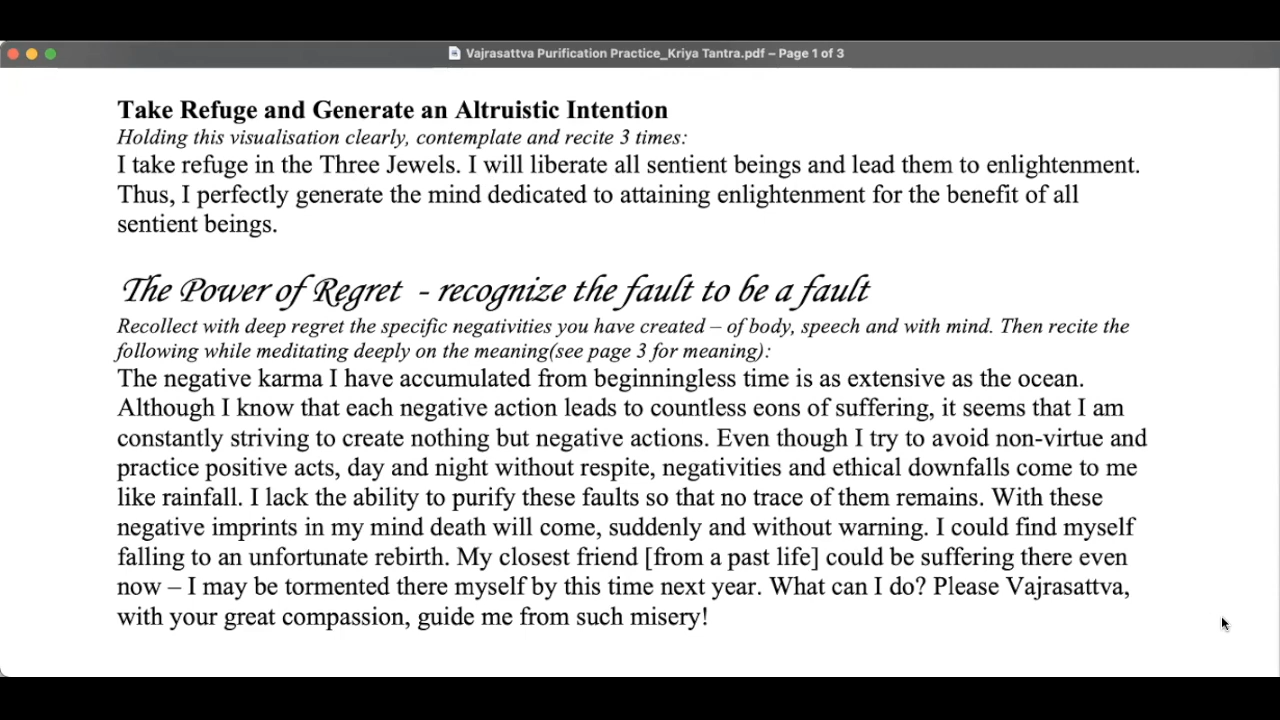 Vajrasattva Purification Practice_Kriya Tantra.pdf – Page 1 of 3
Take Refuge and Generate an Altruistic Intention
Holding this visualisation clearly, contemplate and recite 3 times:
I take refuge in the Three Jewels. I will liberate all sentient beings and lead them to enlightenment.
Thus, I perfectly generate the mind dedicated to attaining enlightenment for the benefit of all
sentient beings.
The Power of Regret - recognize the fault to be a fault
Recollect with deep regret the specific negativities you have created – of body, speech and with mind. Then recite the
following while meditating deeply on the meaning(see page 3 for meaning):
The negative karma I have accumulated from beginningless time is as extensive as the ocean.
Although I know that each negative action leads to countless eons of suffering, it seems that I am
constantly striving to create nothing but negative actions. Even though I try to avoid non-virtue and
practice positive acts, day and night without respite, negativities and ethical downfalls come to me
like rainfall. I lack the ability to purify these faults so that no trace of them remains. With these
negative imprints in my mind death will come, suddenly and without warning. I could find myself
falling to an unfortunate rebirth. My closest friend [from a past life] could be suffering there even
now – I may be tormented there myself by this time next year. What can I do? Please Vajrasattva,
with your great compassion, guide me from such misery!